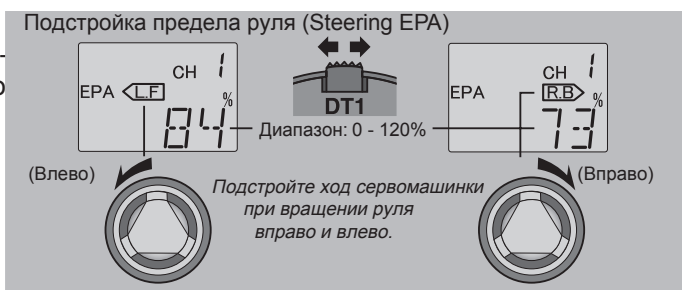 Подстройка предела руля (Steering EPA)
CH 1
EPA L.F
84 %
DT1
CH 1
EPA R.B
73 %
Диапазон: 0 - 120%
(Влево)
(Вправо)
Подстройте ход сервомашинки
при вращении руля
вправо и влево.